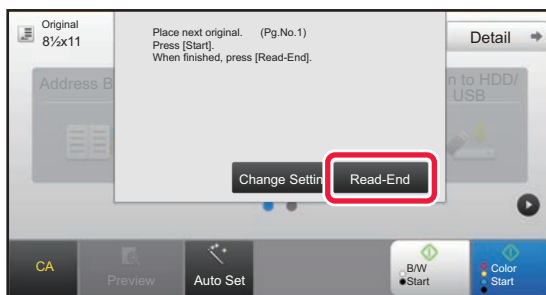 Original
8½x11
Place next original. (Pg.No.1)
Press [Start].
When finished, press [Read-End].
Detail
Address B
n to HDD/
USB
Change Settin
Read-End
CA
Preview
Auto Set
B/W
Start
Color
Start